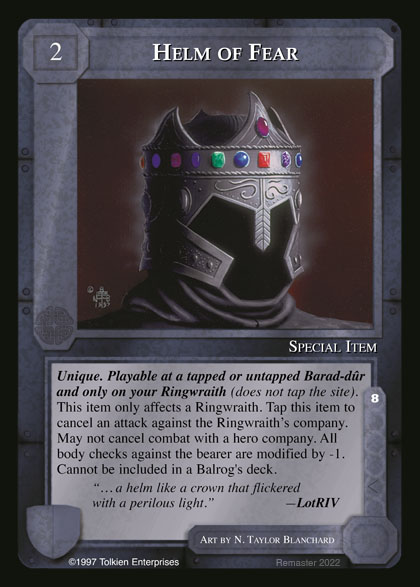 2
HELM OF FEAR
SPECIAL ITEM
Unique. Playable at a tapped or untapped Barad-dûr
and only on your Ringwraith (does not tap the site).
This item only affects a Ringwraith. Tap this item to
cancel an attack against the Ringwraith's company.
May not cancel combat with a hero company. All
body checks against the bearer are modified by -1.
Cannot be included in a Balrog's deck.
8
“…a helm like a crown that flickered
with a perilous light.” —LotRIV
ART BY N. TAYLOR BLANCHARD
©1997 Tolkien Enterprises
Remaster 2022